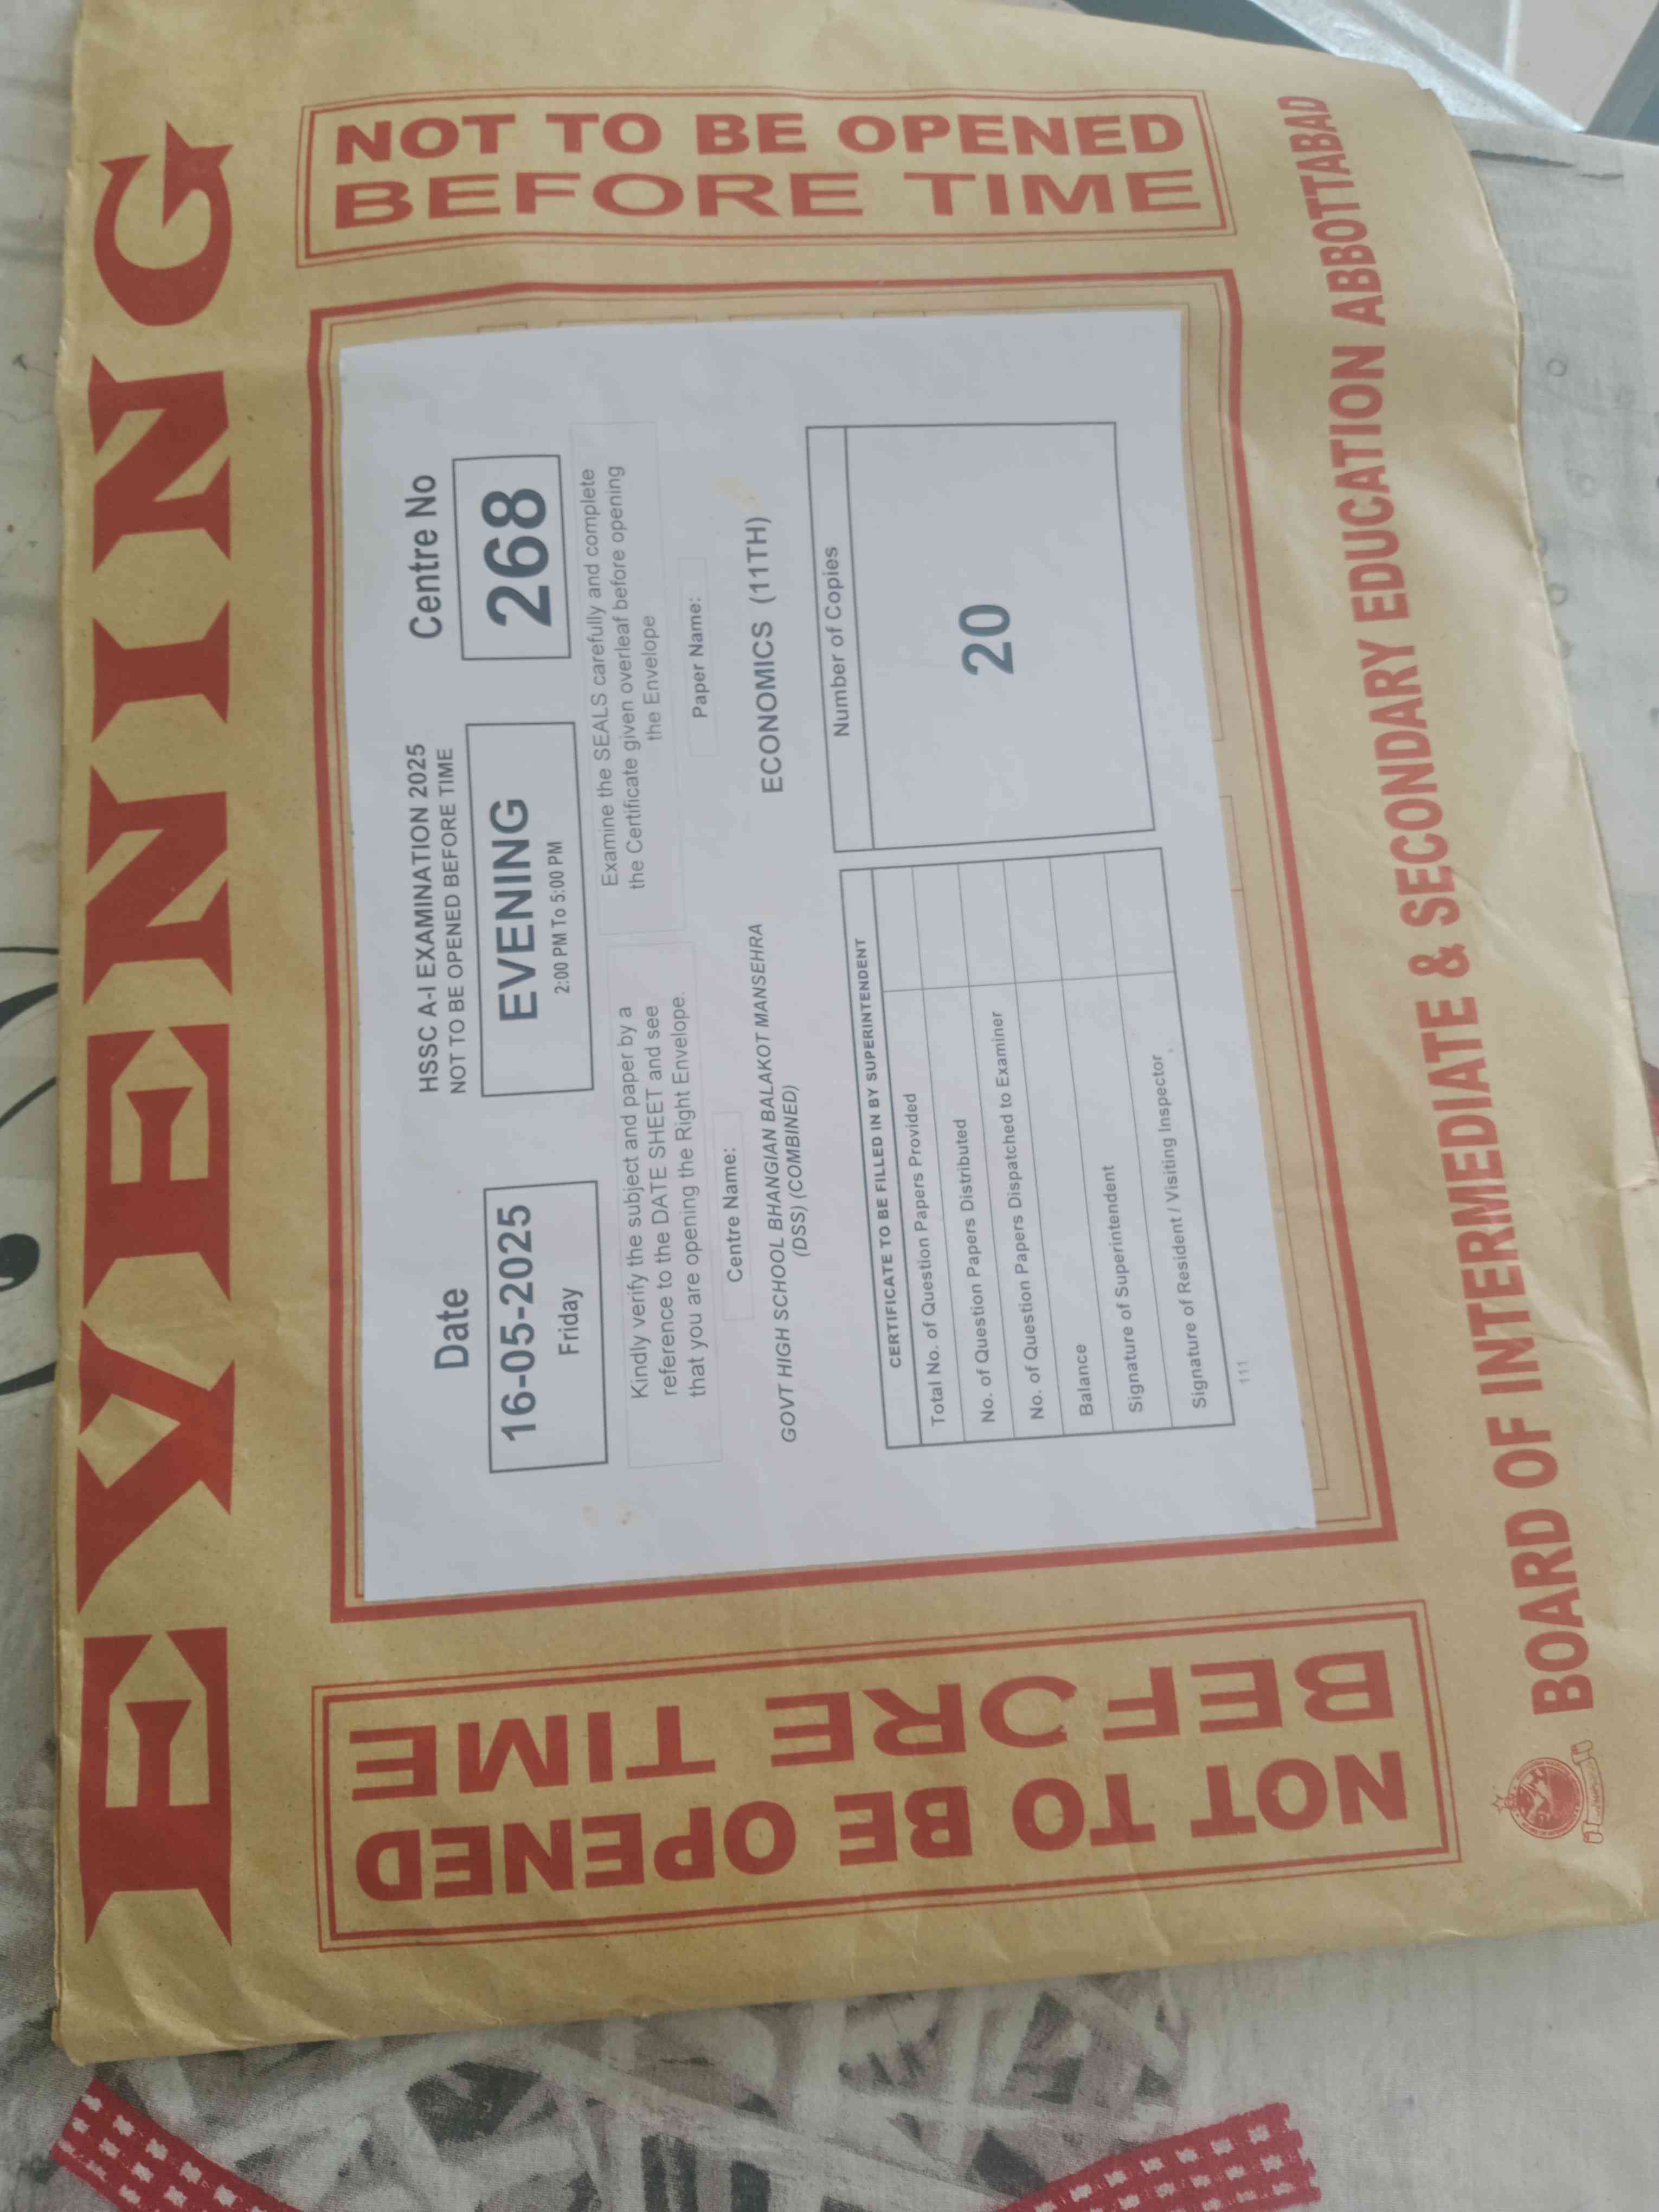 EVENING
NOT TO BE OPENED
BEFORE TIME
HSSC A-I EXAMINATION 2025
NOT TO BE OPENED BEFORE TIME
Date
16-05-2025
Friday
EVENING
2:00 PM To 5:00 PM
Centre No
268
Kindly verify the subject and paper by a
reference to the DATE SHEET and see
that you are opening the Right Envelope.
Examine the SEALS carefully and complete
the Certificate given overleaf before opening
the Envelope
Centre Name:
GOVT HIGH SCHOOL BHANGIAN BALAKOT MANSEHRA
(DSS) (COMBINED)
Paper Name:
ECONOMICS (11TH)
CERTIFICATE TO BE FILLED IN BY SUPERINTENDENT
Total No. of Question Papers Provided
No. of Question Papers Distributed
No. of Question Papers Dispatched to Examiner
Balance
Signature of Superintendent
Signature of Resident / Visiting Inspector
Number of Copies
20
111
NOT TO BE OPENED
BEFORE TIME
BOARD OF INTERMEDIATE & SECONDARY EDUCATION ABBOTTABAD